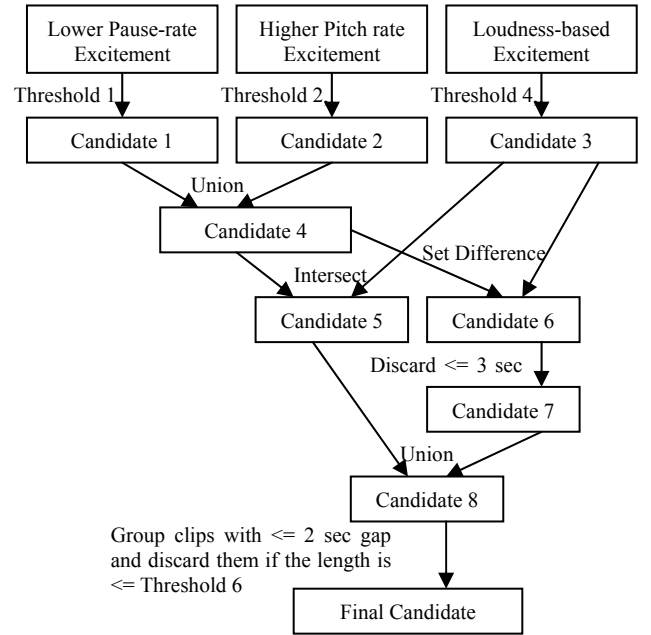 Lower Pause-rate
Excitement
Higher Pitch rate
Excitement
Loudness-based
Excitement
Threshold 1
Threshold 2
Threshold 4
Candidate 1
Candidate 2
Candidate 3
Union
Candidate 4
Set Difference
Intersect
Candidate 5
Candidate 6
Discard <= 3 sec
Candidate 7
Union
Candidate 8
Group clips with <= 2 sec gap
and discard them if the length is
<= Threshold 6
Final Candidate